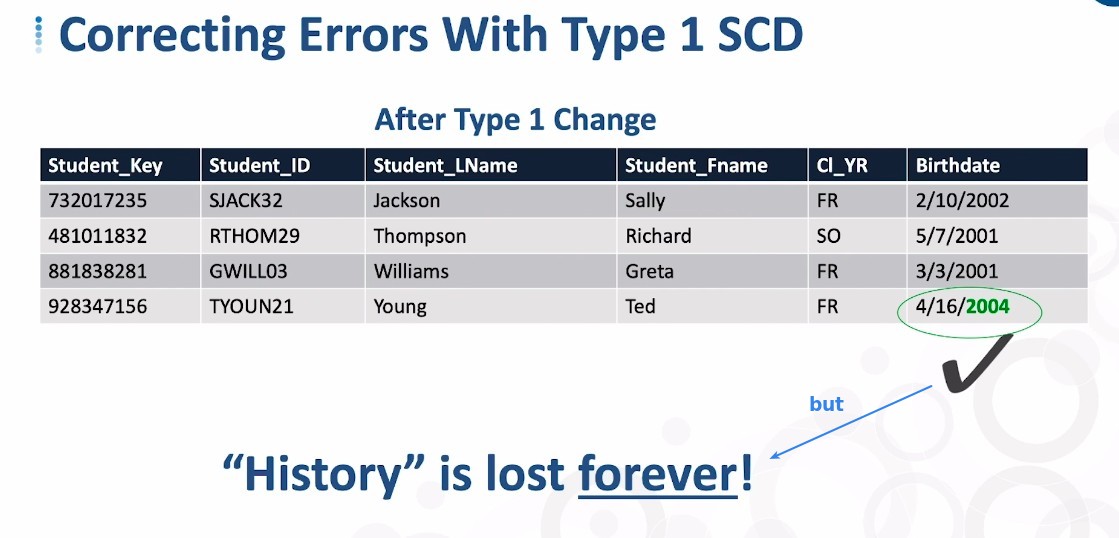 Correcting Errors With Type 1 SCD
After Type 1 Change
Student_Key Student_ID Student_LName Student_Fname Cl_YR Birthdate
732017235 SJACK32 Jackson Sally FR 2/10/2002
481011832 RTHOM29 Thompson Richard SO 5/7/2001
881838281 GWILL03 Williams Greta FR 3/3/2001
928347156 TYOUN21 Young Ted FR 4/16/2004
but
“History” is lost forever!